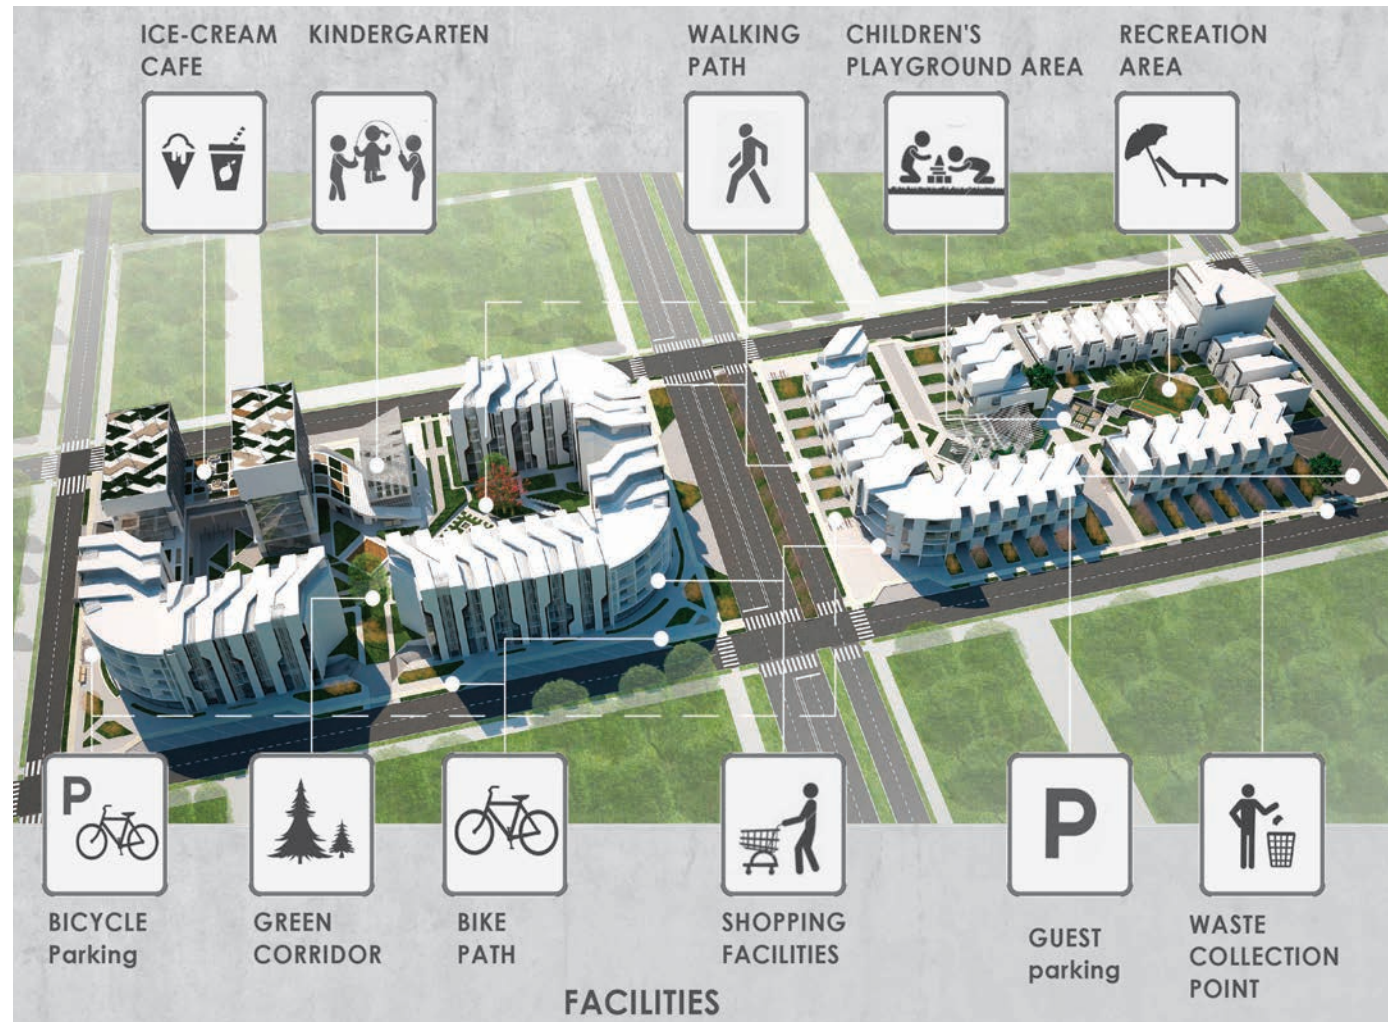 ICE-CREAM
CAFE
KINDERGARTEN
WALKING
PATH
CHILDREN'S
PLAYGROUND AREA
RECREATION
AREA
P
P
BICYCLE
Parking
GREEN
CORRIDOR
BIKE
PATH
SHOPPING
FACILITIES
GUEST
parking
WASTE
COLLECTION
POINT
FACILITIES